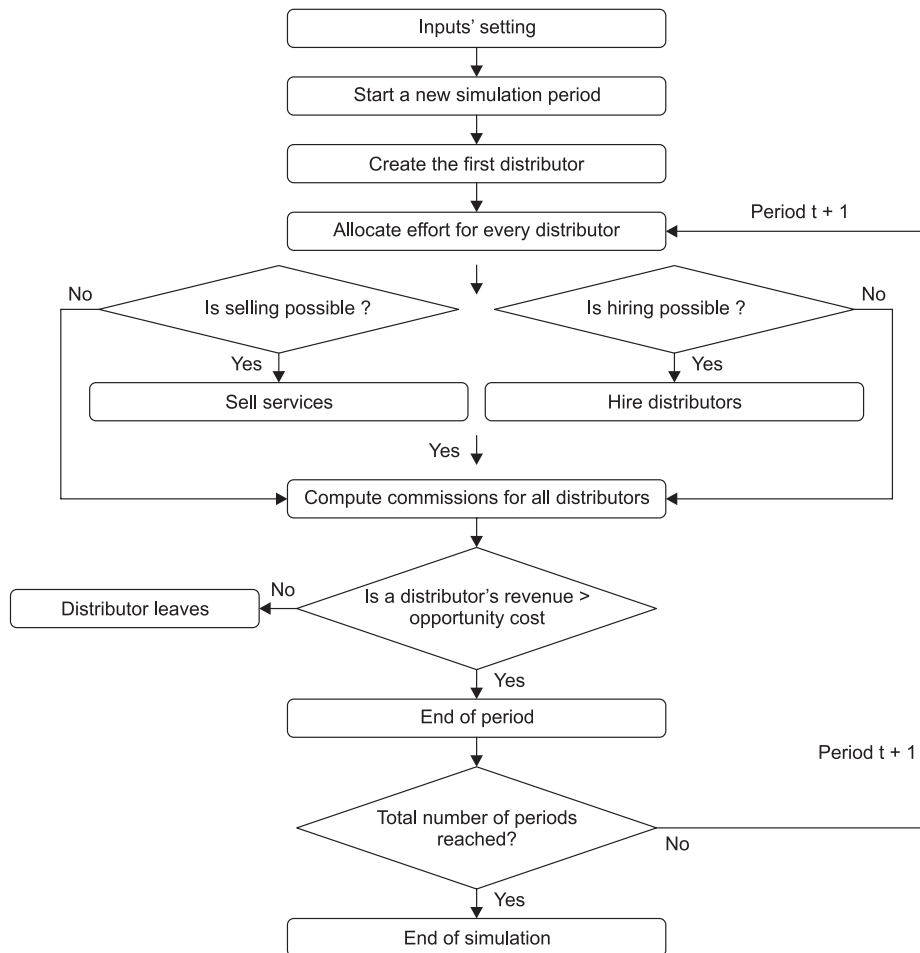 Inputs' setting
Start a new simulation period
Create the first distributor
Period t + 1
Allocate effort for every distributor
No
Is selling possible ?
Is hiring possible ?
No
Yes
Yes
Sell services
Hire distributors
Yes
Compute commissions for all distributors
No
Is a distributor's revenue >
opportunity cost
Distributor leaves
Yes
End of period
Period t + 1
Total number of periods
reached?
No
Yes
End of simulation